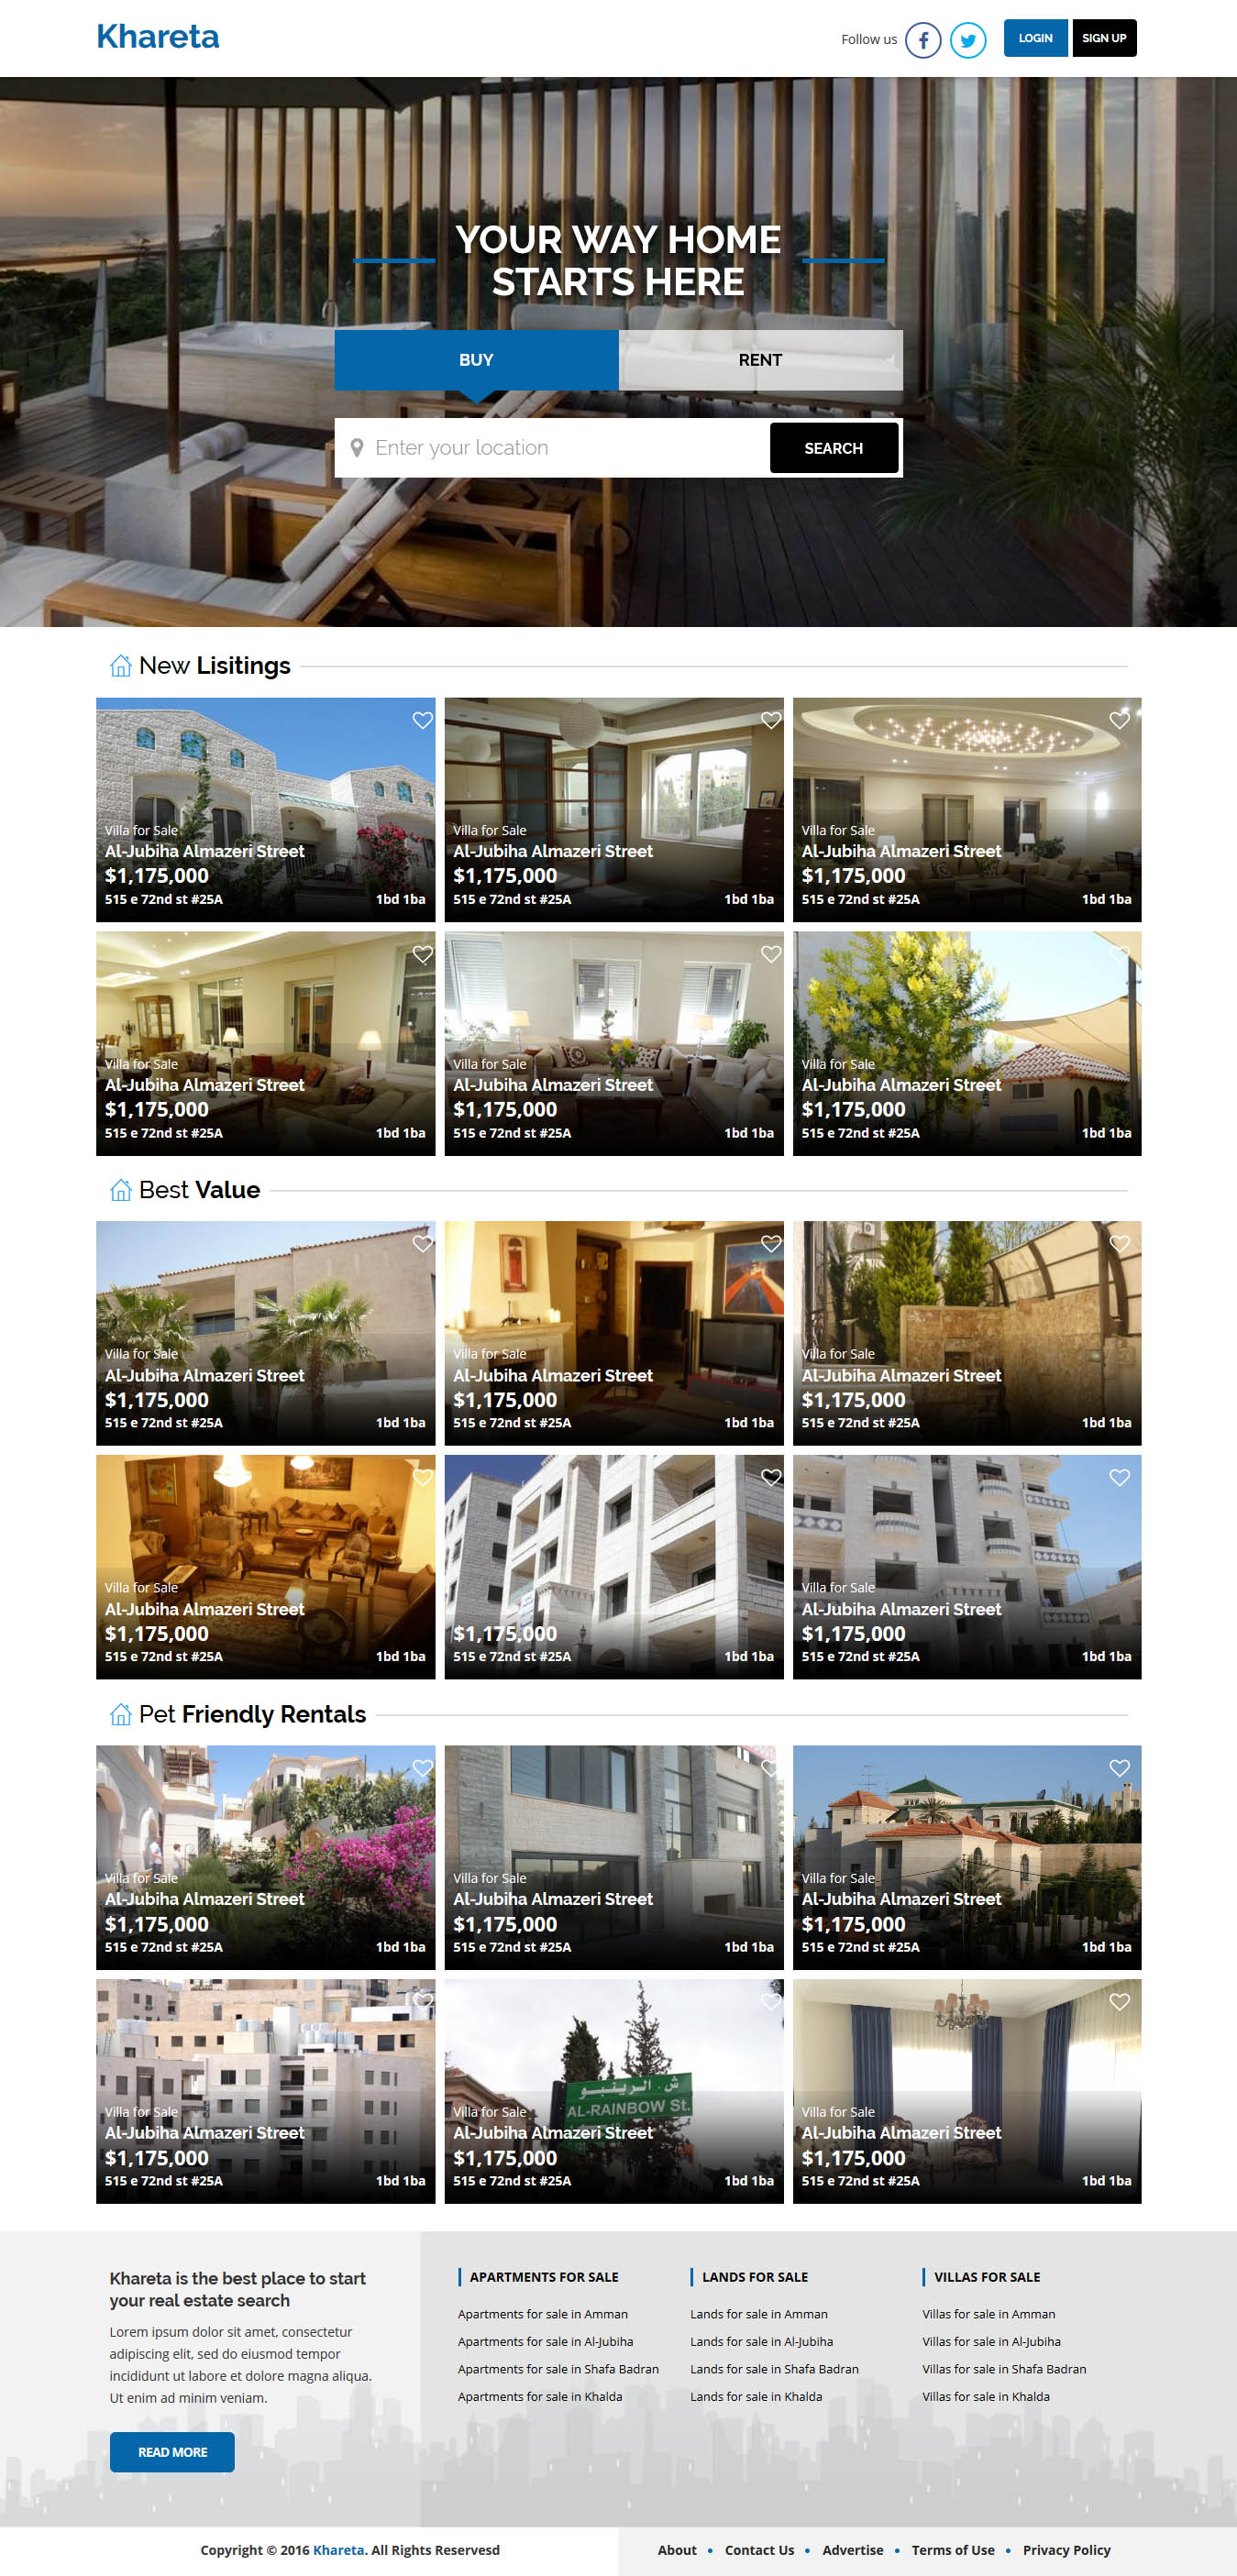 Khareta
Follow us
LOGIN
SIGN UP
YOUR WAY HOME
STARTS HERE
BUY
RENT
Enter your location
SEARCH
New Lisitings
Villa for Sale
Al-Jubiha Almazeri Street
$1,175,000
515 e 72nd st #25A 1bd 1ba
Villa for Sale
Al-Jubiha Almazeri Street
$1,175,000
515 e 72nd st #25A 1bd 1ba
Villa for Sale
Al-Jubiha Almazeri Street
$1,175,000
515 e 72nd st #25A 1bd 1ba
Villa for Sale
Al-Jubiha Almazeri Street
$1,175,000
515 e 72nd st #25A 1bd 1ba
Villa for Sale
Al-Jubiha Almazeri Street
$1,175,000
515 e 72nd st #25A 1bd 1ba
Villa for Sale
Al-Jubiha Almazeri Street
$1,175,000
515 e 72nd st #25A 1bd 1ba
Best Value
Villa for Sale
Al-Jubiha Almazeri Street
$1,175,000
515 e 72nd st #25A 1bd 1ba
Villa for Sale
Al-Jubiha Almazeri Street
$1,175,000
515 e 72nd st #25A 1bd 1ba
Villa for Sale
Al-Jubiha Almazeri Street
$1,175,000
515 e 72nd st #25A 1bd 1ba
Villa for Sale
Al-Jubiha Almazeri Street
$1,175,000
515 e 72nd st #25A 1bd 1ba
$1,175,000
515 e 72nd st #25A 1bd 1ba
Villa for Sale
Al-Jubiha Almazeri Street
$1,175,000
515 e 72nd st #25A 1bd 1ba
Pet Friendly Rentals
Villa for Sale
Al-Jubiha Almazeri Street
$1,175,000
515 e 72nd st #25A 1bd 1ba
Villa for Sale
Al-Jubiha Almazeri Street
$1,175,000
515 e 72nd st #25A 1bd 1ba
Villa for Sale
Al-Jubiha Almazeri Street
$1,175,000
515 e 72nd st #25A 1bd 1ba
Villa for Sale
Al-Jubiha Almazeri Street
$1,175,000
515 e 72nd st #25A 1bd 1ba
ش. الرينبو
AL-RAINBOW St.
Villa for Sale
Al-Jubiha Almazeri Street
$1,175,000
515 e 72nd st #25A 1bd 1ba
Villa for Sale
Al-Jubiha Almazeri Street
$1,175,000
515 e 72nd st #25A 1bd 1ba
Khareta is the best place to start
your real estate search
Lorem ipsum dolor sit amet, consectetur
adipiscing elit, sed do eiusmod tempor
incididunt ut labore et dolore magna aliqua.
Ut enim ad minim veniam.
READ MORE
APARTMENTS FOR SALE
Apartments for sale in Amman
Apartments for sale in Al-Jubiha
Apartments for sale in Shafa Badran
Apartments for sale in Khalda
LANDS FOR SALE
Lands for sale in Amman
Lands for sale in Al-Jubiha
Lands for sale in Shafa Badran
Lands for sale in Khalda
VILLAS FOR SALE
Villas for sale in Amman
Villas for sale in Al-Jubiha
Villas for sale in Shafa Badran
Villas for sale in Khalda
Copyright © 2016 Khareta. All Rights Reservesd
About • Contact Us • Advertise • Terms of Use • Privacy Policy